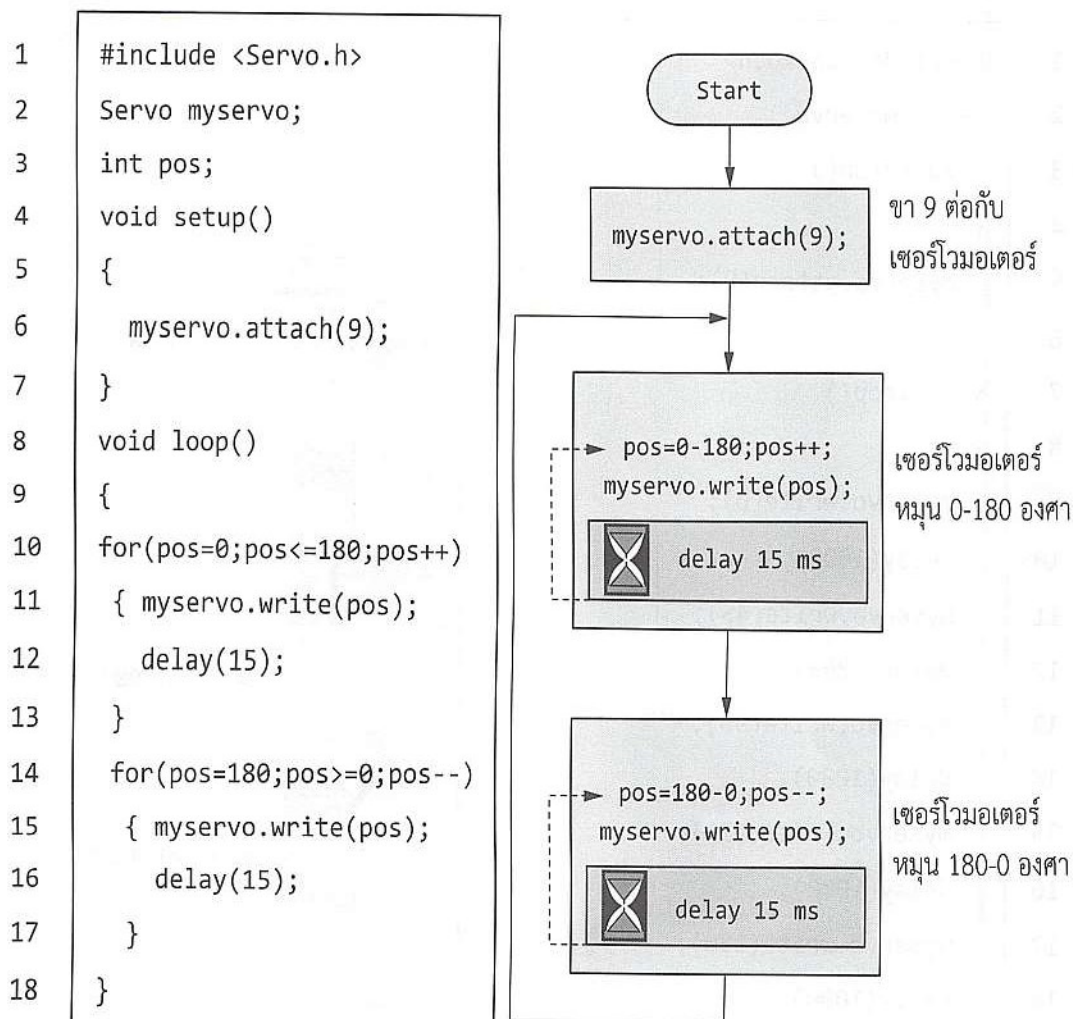 1 #include <Servo.h>
2 Servo myservo;
3 int pos;
4 void setup()
5 {
6 myservo.attach(9);
7 }
8 void loop()
9 {
10 for(pos=0;pos<=180;pos++)
11 { myservo.write(pos);
12 delay(15);
13 }
14 for(pos=180;pos>=0;pos--)
15 { myservo.write(pos);
16 delay(15);
17 }
18 }
Start
myservo.attach(9);
ขา 9 ต่อกับ
เซอร์โวมอเตอร์
pos=0-180;pos++;
myservo.write(pos);
delay 15 ms
เซอร์โวมอเตอร์
หมุน 0-180 องศา
pos=180-0;pos--;
myservo.write(pos);
delay 15 ms
เซอร์โวมอเตอร์
หมุน 180-0 องศา